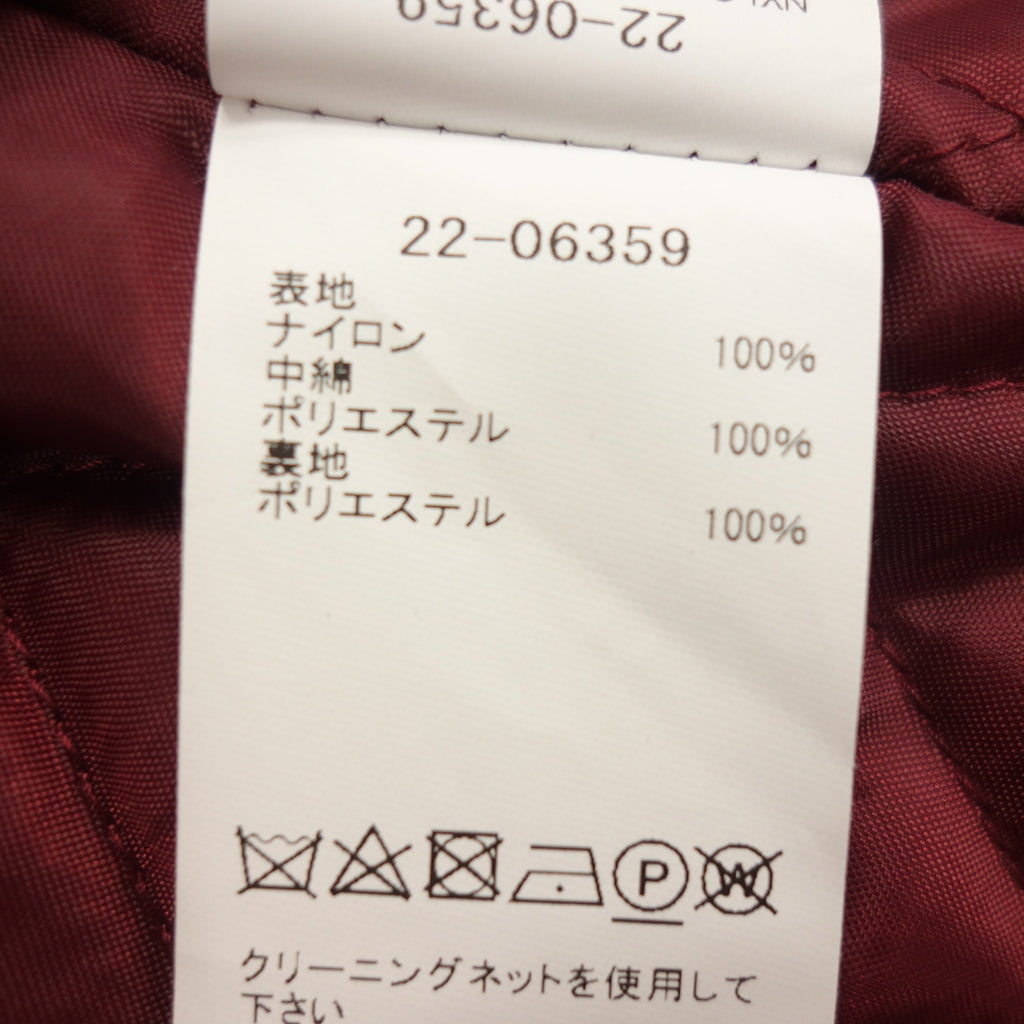 22-06359
22-06359
表地
ナイロン 100%
中綿
ポリエステル 100%
裏地
ポリエステル 100%
P W
クリーニングネットを使用して
下さい